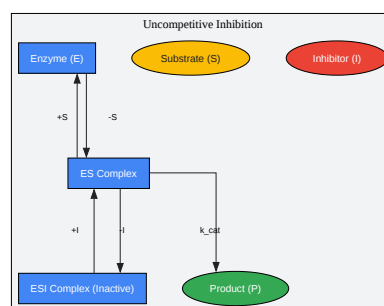 Uncompetitive Inhibition
Enzyme (E)
Substrate (S)
Inhibitor (I)
+S
-S
ES Complex
+I
-I
k_cat
ESI Complex (Inactive)
Product (P)